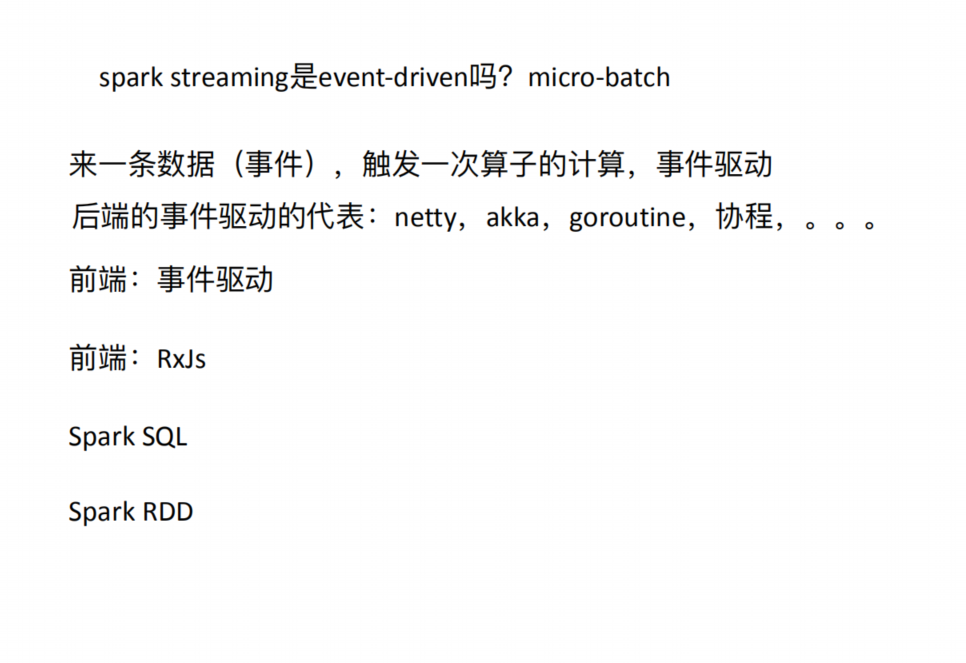 spark streaming是event-driven吗？micro-batch
来一条数据（事件），触发一次算子的计算，事件驱动
后端的事件驱动的代表：netty，akka，goroutine，协程，。。。
前端：事件驱动
前端：RxJs
Spark SQL
Spark RDD